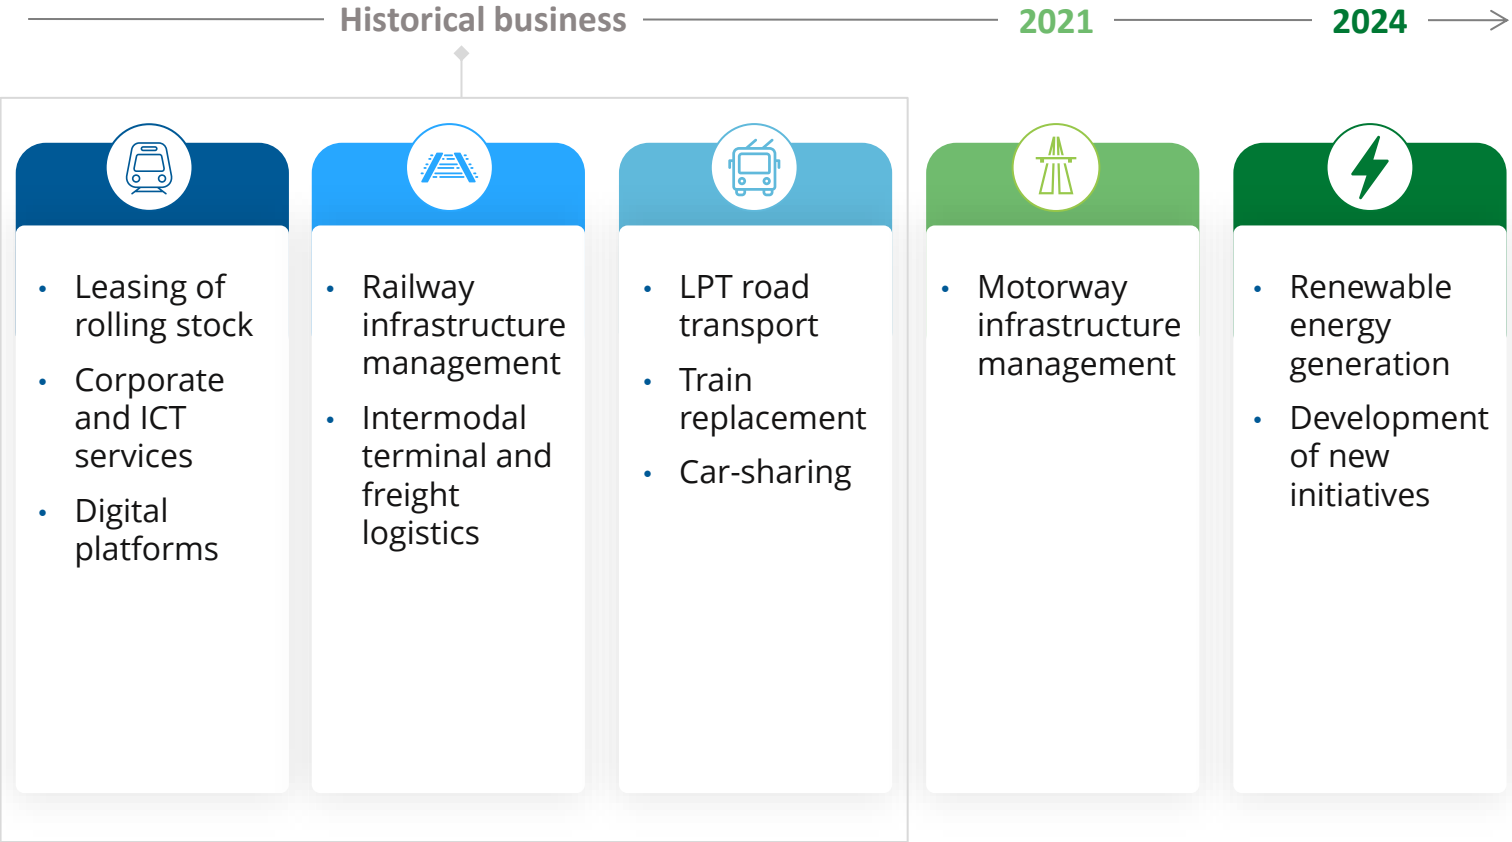 Historical business
2021
2024
• Leasing of
rolling stock
• Corporate
and ICT
services
• Digital
platforms
• Railway
infrastructure
management
• Intermodal
terminal and
freight
logistics
• LPT road
transport
• Train
replacement
• Car-sharing
• Motorway
infrastructure
management
• Renewable
energy
generation
• Development
of new
initiatives